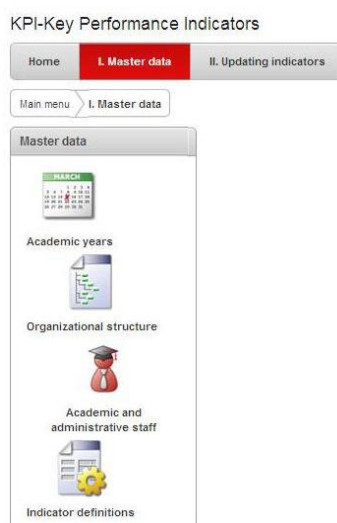 KPI-Key Performance Indicators
Home I. Master data II. Updating indicators
Main menu I. Master data
Master data
MARCH
Academic years
Organizational structure
Academic and
administrative staff
Indicator definitions